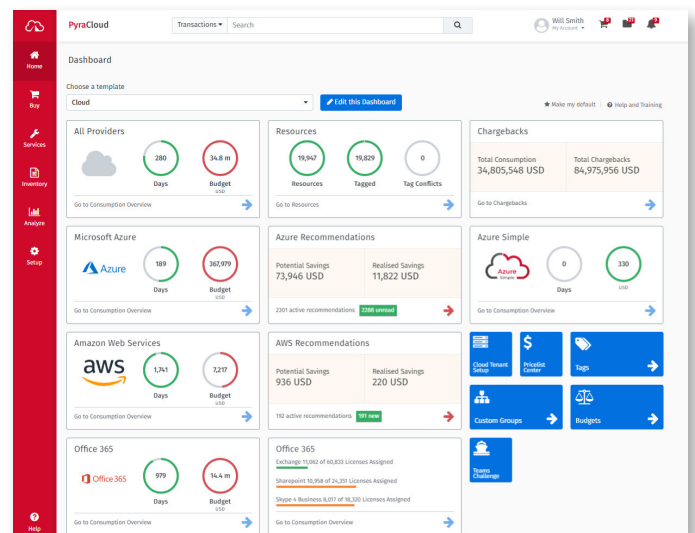 PyraCloud
Transactions
Search
Will Smith
My Account
Home
Buy
Services
Inventory
Analyze
Setup
Help
Dashboard
Choose a template
Cloud
Edit this Dashboard
Make my default
Help and Training
All Providers
280
34.8 m
Days
Budget
USD
Go to Consumption Overview
Resources
19,947
19,829
0
Resources
Tagged
Tag Conflicts
Go to Resources
Chargebacks
Total Consumption
34,805,548 USD
Total Chargebacks
84,975,956 USD
Go to Chargebacks
Microsoft Azure
Azure
189
367,979
Days
Budget
USD
Go to Consumption Overview
Azure Recommendations
Potential Savings
73,946 USD
Realised Savings
11,822 USD
2301 active recommendations
2288 unread
Azure Simple
Azure
Simple
0
330
Days
USD
Go to Consumption Overview
Amazon Web Services
aws
1,741
7,217
Days
Budget
USD
Go to Consumption Overview
AWS Recommendations
Potential Savings
936 USD
Realised Savings
220 USD
192 active recommendations
191 new
Cloud Tenant
Setup
Pricelist
Center
Tags
Custom Groups
Budgets
Teams
Challenge
Office 365
Office 365
979
14.4 m
Days
Budget
USD
Go to Consumption Overview
Office 365
Exchange 11,062 of 60,833 Licenses Assigned
Sharepoint 10,958 of 24,351 Licenses Assigned
Skype 4 Business 8,017 of 18,320 Licenses Assigned
Go to Consumption Overview